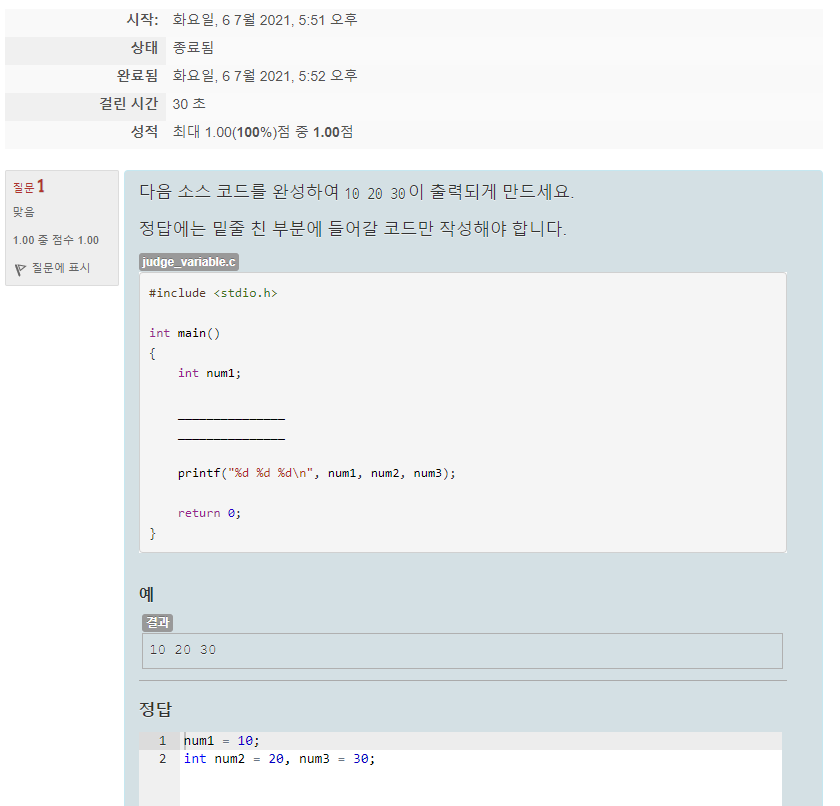 시작: 화요일, 6 7월 2021, 5:51 오후
상태 종료됨
완료됨 화요일, 6 7월 2021, 5:52 오후
걸린 시간 30 초
성적 최대 1.00(100%)점 중 1.00점
질문 1
맞음
1.00 중 점수 1.00
질문에 표시
다음 소스 코드를 완성하여 10 20 30이 출력되게 만드세요.
정답에는 밑줄 친 부분에 들어갈 코드만 작성해야 합니다.
judge_variable.c
#include <stdio.h>
int main()
{
    int num1;
    _______________
    _______________
    printf("%d %d %d\n", num1, num2, num3);
    return 0;
}
예
결과
10 20 30
정답
1 num1 = 10;
2 int num2 = 20, num3 = 30;